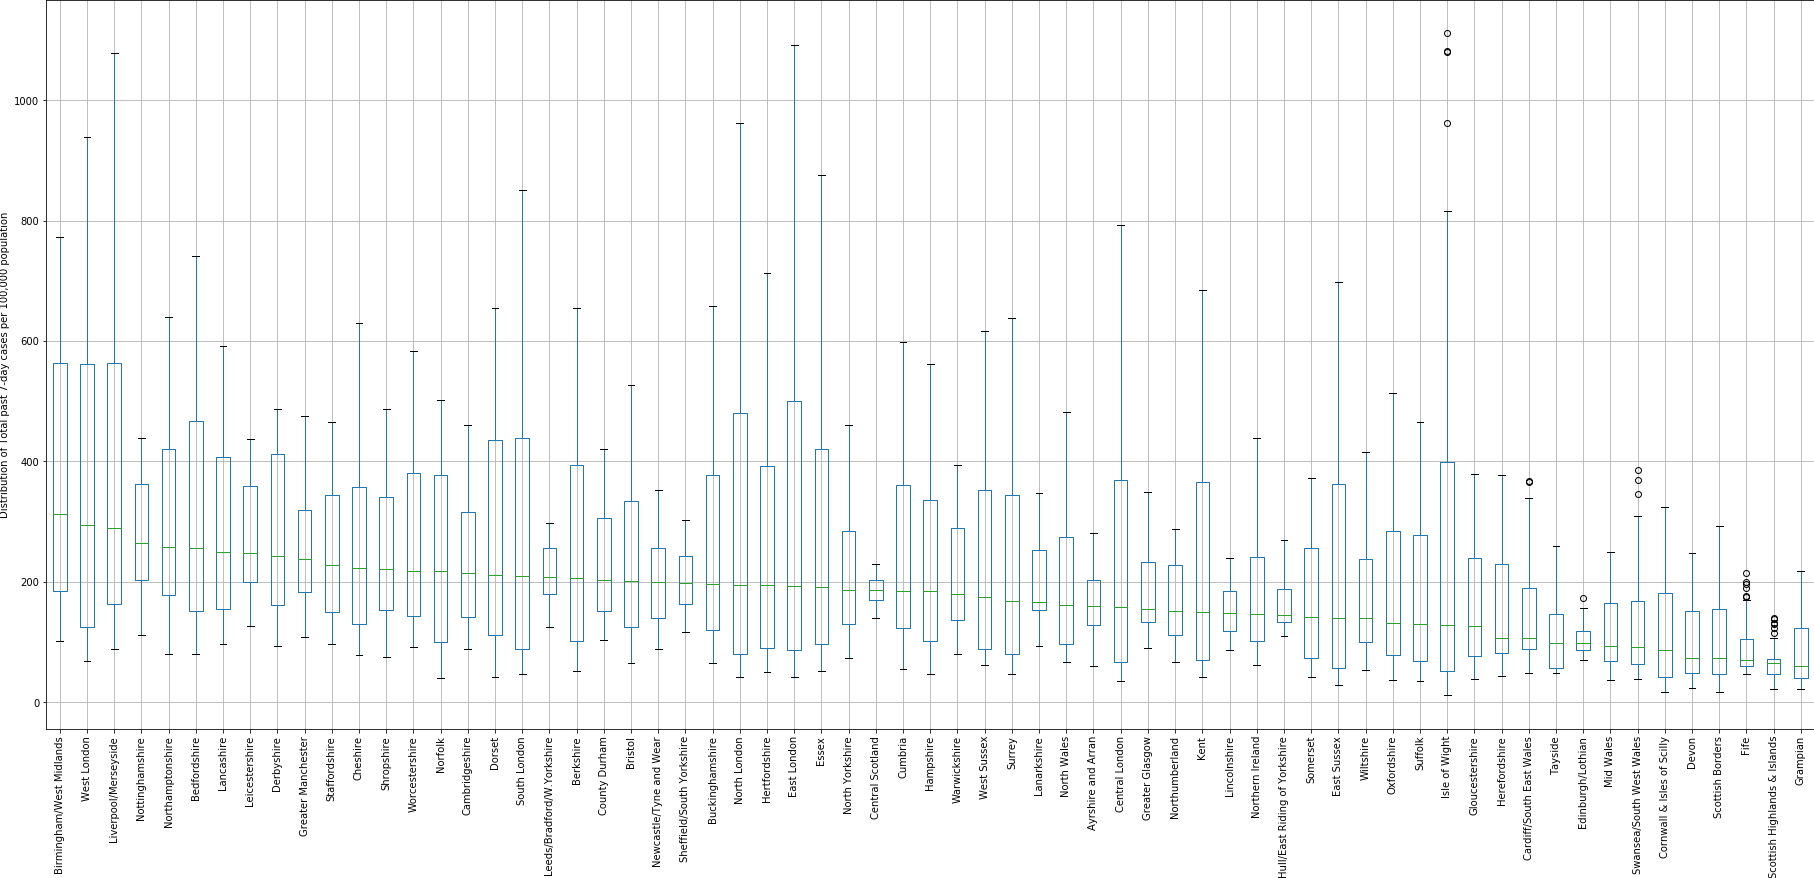 Distribution of Total past 7-day cases per 100,000 population
1000
800
600
400
200
0
Birmingham/West Midlands
West London
Liverpool/Merseyside
Nottinghamshire
Northamptonshire
Bedfordshire
Lancashire
Leicestershire
Derbyshire
Greater Manchester
Staffordshire
Cheshire
Shropshire
Worcestershire
Norfolk
Cambridgeshire
Dorset
South London
Leeds/Bradford/W. Yorkshire
Berkshire
County Durham
Bristol
Newcastle/Tyne and Wear
Sheffield/South Yorkshire
Buckinghamshire
North London
Hertfordshire
East London
Essex
North Yorkshire
Central Scotland
Cumbria
Hampshire
Warwickshire
West Sussex
Surrey
Lanarkshire
North Wales
Ayrshire and Arran
Central London
Greater Glasgow
Northumberland
Kent
Lincolnshire
Northern Ireland
Hull/East Riding of Yorkshire
Somerset
East Sussex
Wiltshire
Oxfordshire
Suffolk
Isle of Wight
Gloucestershire
Herefordshire
Cardiff/South East Wales
Tayside
Edinburgh/Lothian
Mid Wales
Swansea/South West Wales
Cornwall & Isles of Scilly
Devon
Scottish Borders
Fife
Scottish Highlands & Islands
Grampian